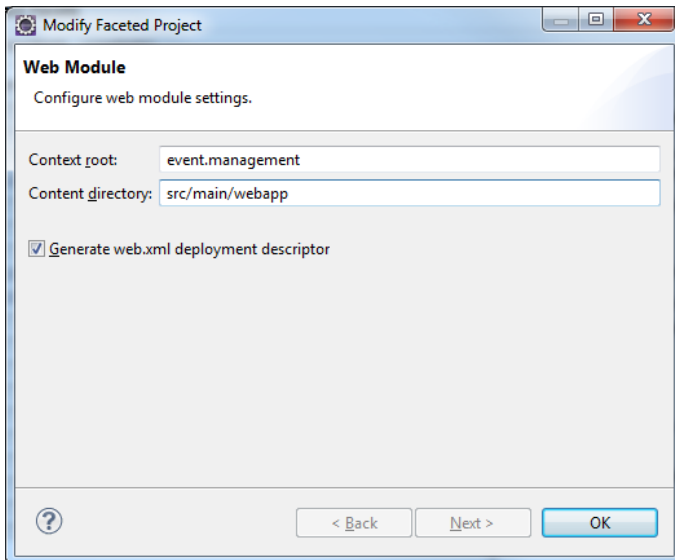 Modify Faceted Project
Web Module
Configure web module settings.
Context root: event.management
Content directory: src/main/webapp
Generate web.xml deployment descriptor
?
< Back Next > OK